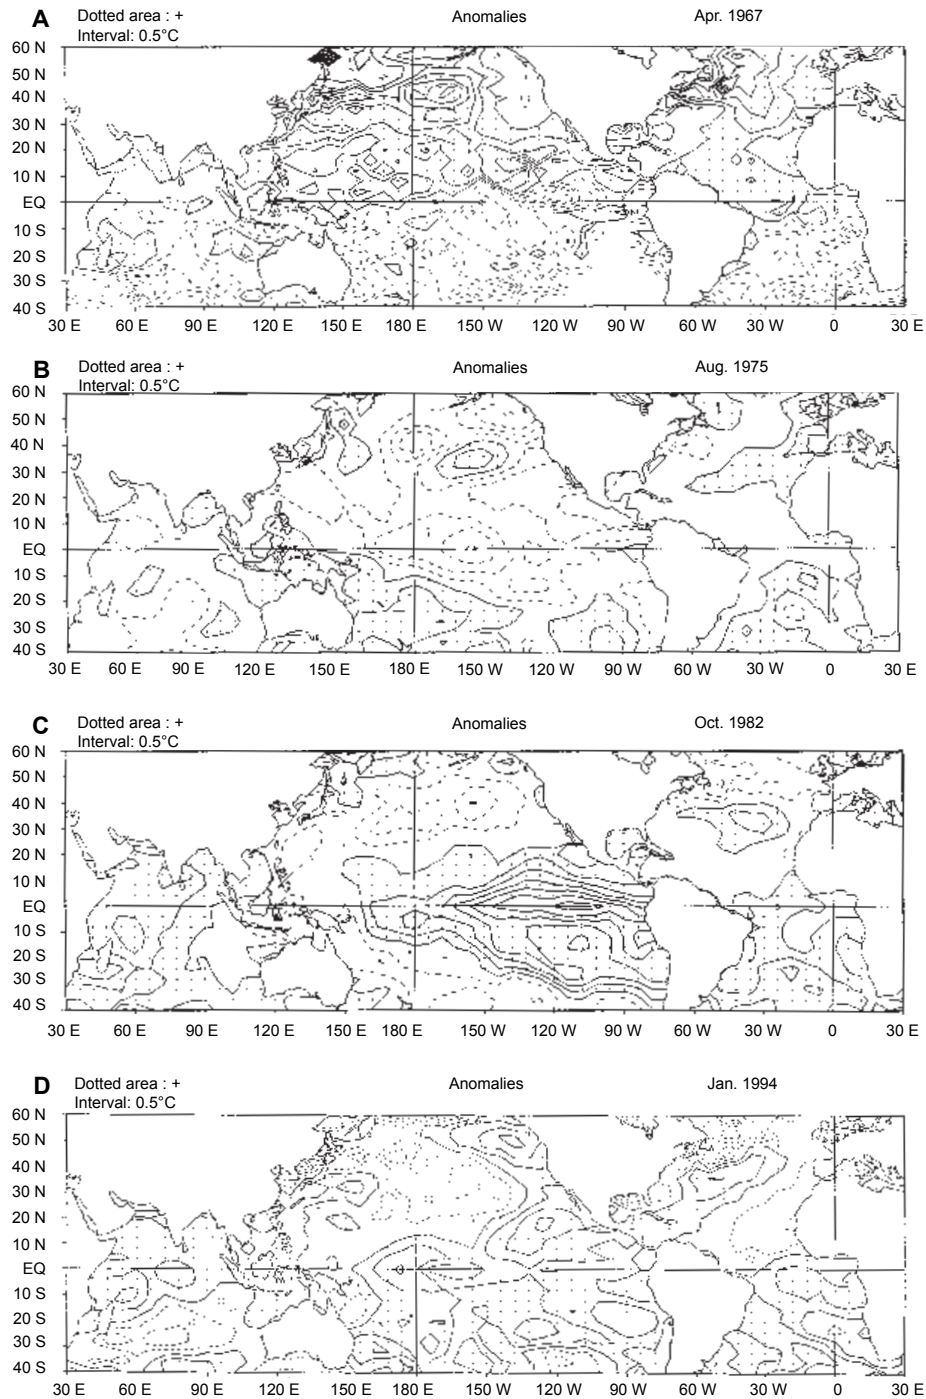 A
Dotted area : + Anomalies Apr. 1967
Interval: 0.5°C
60 N
50 N
40 N
30 N
20 N
10 N
EQ
10 S
20 S
30 S
40 S
30 E 60 E 90 E 120 E 150 E 180 E 150 W 120 W 90 W 60 W 30 W 0 30 E
B
Dotted area : + Anomalies Aug. 1975
Interval: 0.5°C
60 N
50 N
40 N
30 N
20 N
10 N
EQ
10 S
20 S
30 S
40 S
30 E 60 E 90 E 120 E 150 E 180 E 150 W 120 W 90 W 60 W 30 W 0 30 E
C
Dotted area : + Anomalies Oct. 1982
Interval: 0.5°C
60 N
50 N
40 N
30 N
20 N
10 N
EQ
10 S
20 S
30 S
40 S
30 E 60 E 90 E 120 E 150 E 180 E 150 W 120 W 90 W 60 W 30 W 0 30 E
D
Dotted area : + Anomalies Jan. 1994
Interval: 0.5°C
60 N
50 N
40 N
30 N
20 N
10 N
EQ
10 S
20 S
30 S
40 S
30 E 60 E 90 E 120 E 150 E 180 E 150 W 120 W 90 W 60 W 30 W 0 30 E